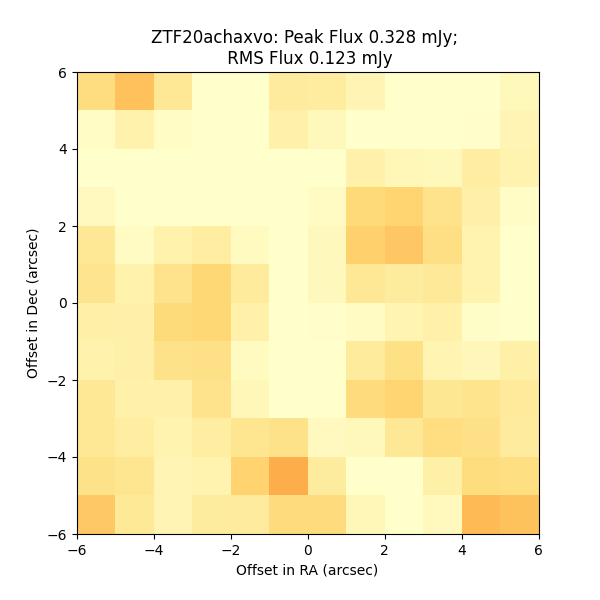 ZTF20achaxvo: Peak Flux 0.328 mJy;
RMS Flux 0.123 mJy
6
4
2
0
−2
−4
−6
Offset in Dec (arcsec)
−6 −4 −2 0 2 4 6
Offset in RA (arcsec)